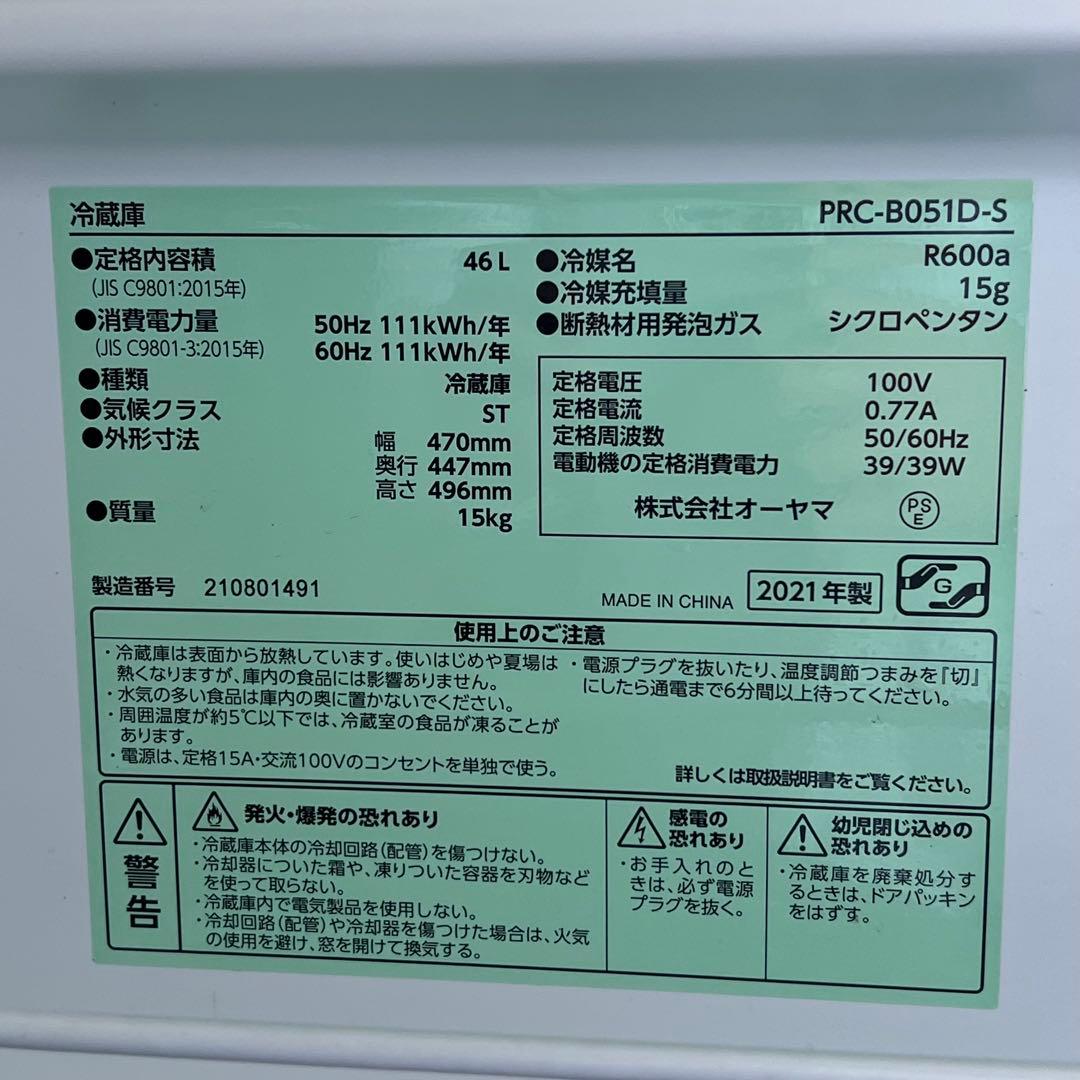 冷蔵庫 PRC-B051D-S
●定格内容積 46L
(JIS C9801:2015年)
●消費電力量 50Hz 111kWh/年
(JIS C9801-3:2015年) 60Hz 111kWh/年
●種類 冷蔵庫
●気候クラス ST
●外形寸法 幅 470mm
奥行 447mm
高さ 496mm
●質量 15kg
●冷媒名 R600a
●冷媒充填量 15g
●断熱材用発泡ガス シクロペンタン
定格電圧 100V
定格電流 0.77A
定格周波数 50/60Hz
電動機の定格消費電力 39/39W
株式会社オーヤマ PSE
製造番号 210801491
MADE IN CHINA 2021年製 G
使用上のご注意
・冷蔵庫は表面から放熱しています。使いはじめや夏場は
熱くなりますが、庫内の食品には影響ありません。
・水気の多い食品は庫内の奥に置かないでください。
・周囲温度が約5℃以下では、冷蔵室の食品が凍ることが
あります。
・電源は、定格15A・交流100Vのコンセントを単独で使う。
・電源プラグを抜いたり、温度調節つまみを『切』
にしたら通電まで6分間以上待ってください。
詳しくは取扱説明書をご覧ください。
警告
発火・爆発の恐れあり
・冷蔵庫本体の冷却回路(配管)を傷つけない。
・冷却器についた霜や、凍りついた容器を刃物など
を使って取らない。
・冷蔵庫内で電気製品を使用しない。
・冷却回路(配管)や冷却器を傷つけた場合は、火気
の使用を避け、窓を開けて換気する。
感電の
恐れあり
・お手入れのと
きは、必ず電源
プラグを抜く。
幼児閉じ込めの
恐れあり
・冷蔵庫を廃棄処分す
るときは、ドアパッキン
をはずす。